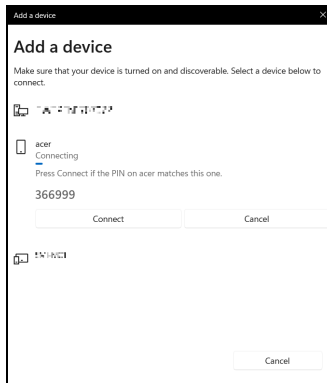 Add a device
Add a device
Make sure that your device is turned on and discoverable. Select a device below to
connect.
acer
Connecting
Press Connect if the PIN on acer matches this one.
366999
Connect Cancel
Cancel